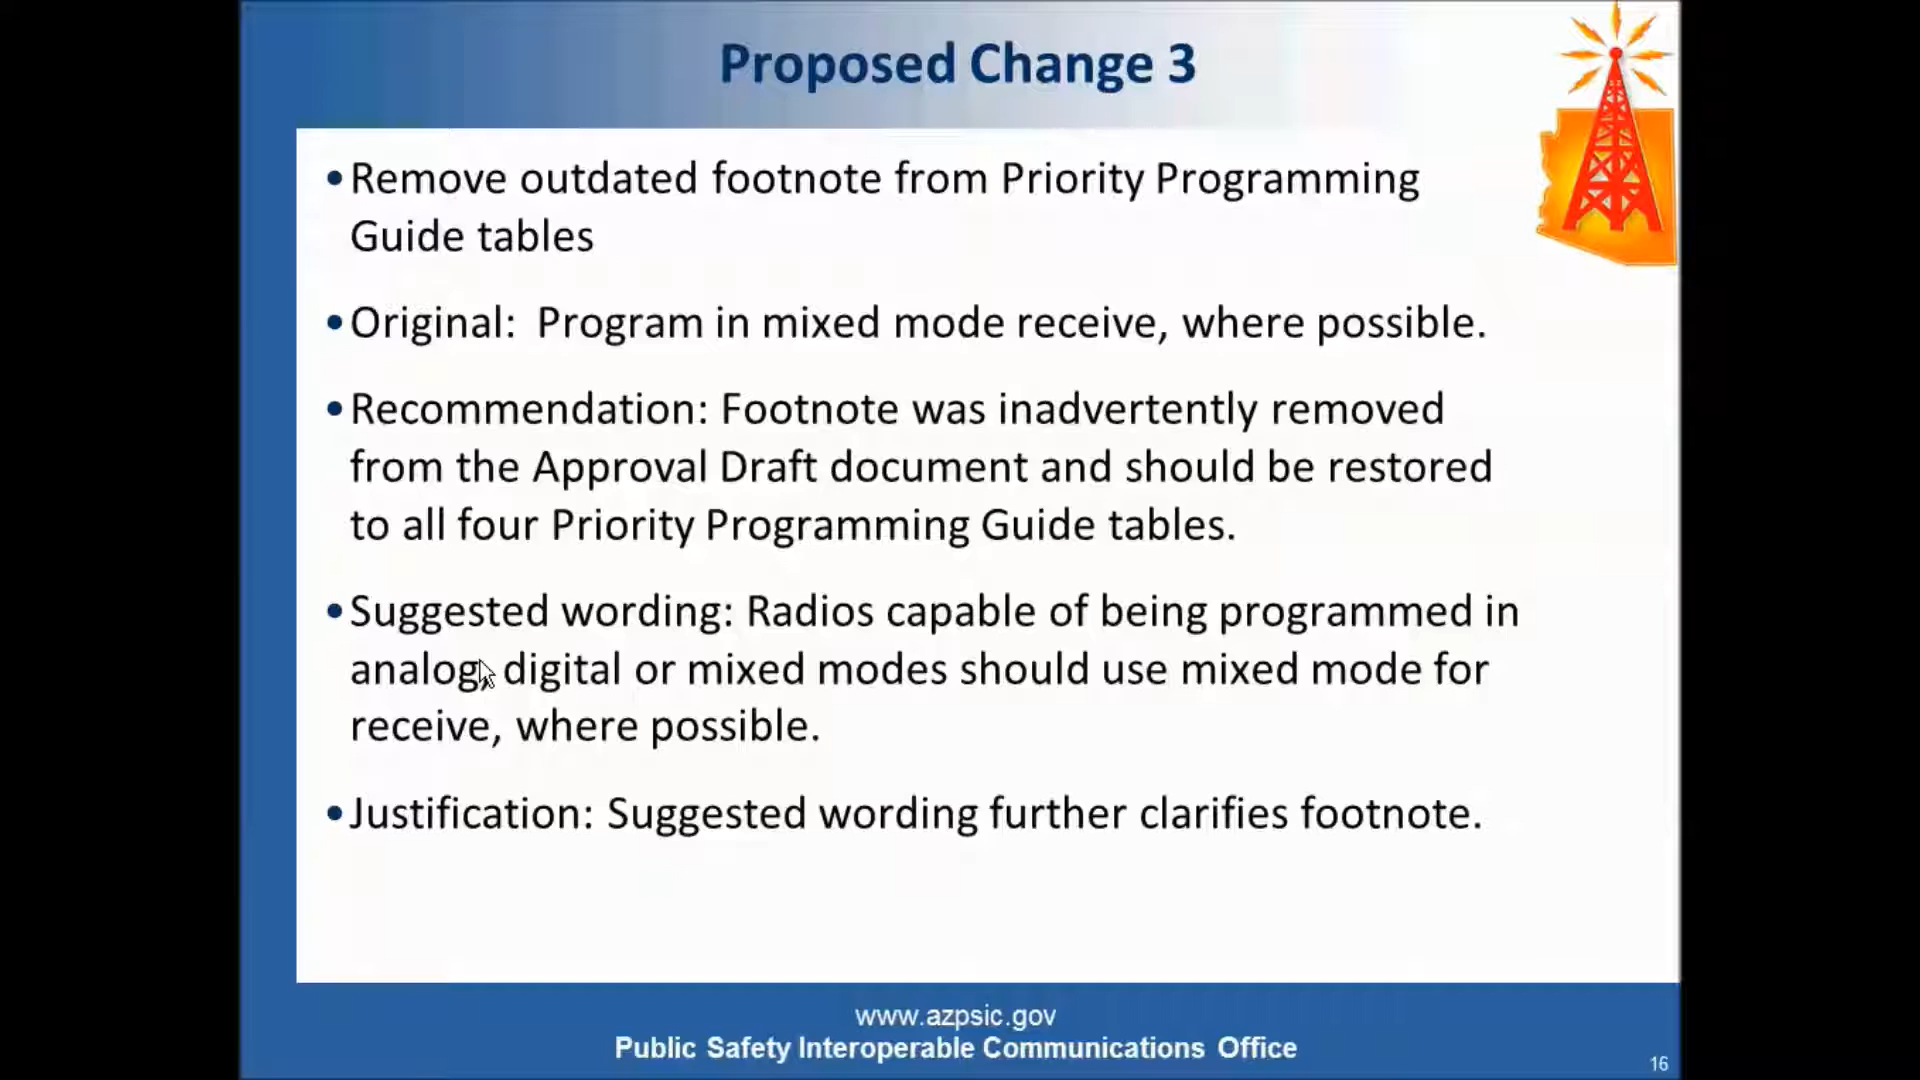 Proposed Change 3
•Remove outdated footnote from Priority Programming
Guide tables
•Original: Program in mixed mode receive, where possible.
•Recommendation: Footnote was inadvertently removed
from the Approval Draft document and should be restored
to all four Priority Programming Guide tables.
•Suggested wording: Radios capable of being programmed in
analog, digital or mixed modes should use mixed mode for
receive, where possible.
•Justification: Suggested wording further clarifies footnote.
www.azpsic.gov
Public Safety Interoperable Communications Office
16